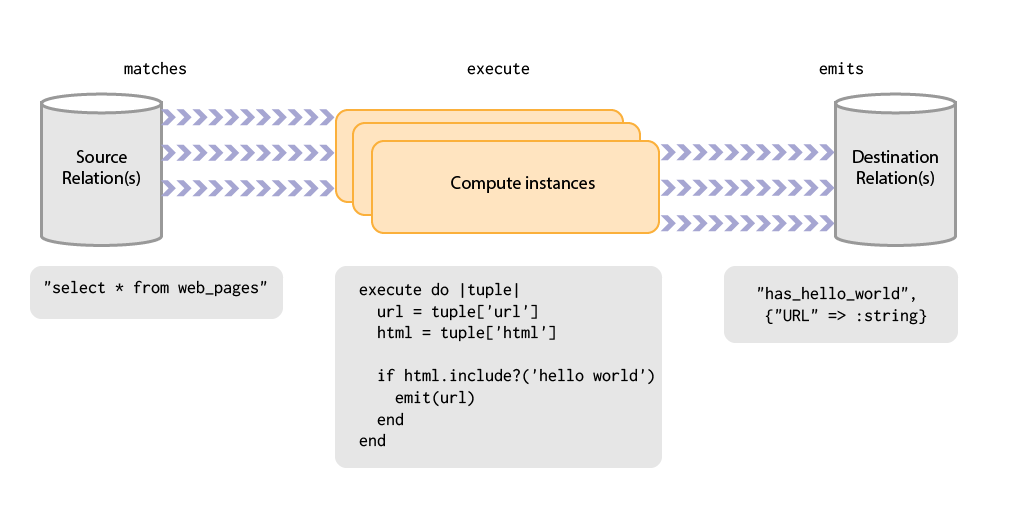 matches
execute
emits
Source
Relation(s)
Compute instances
Destination
Relation(s)
"select * from web_pages"
execute do |tuple|
  url = tuple['url']
  html = tuple['html']

  if html.include?('hello world')
    emit(url)
  end
end
"has_hello_world",
 {"URL" => :string}